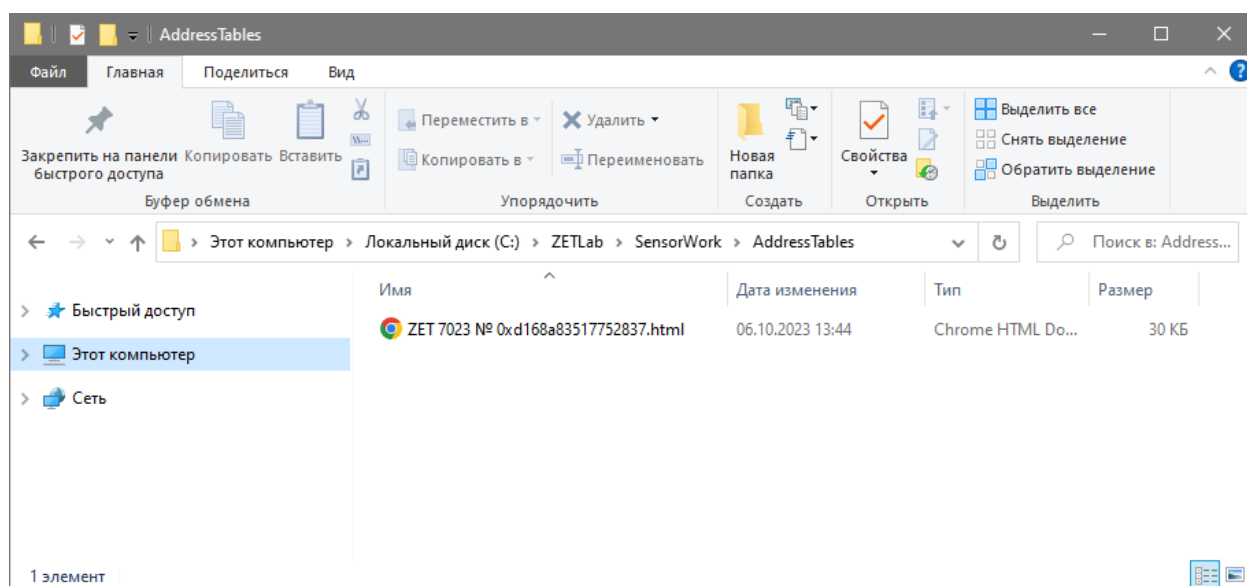 AddressTables
Файл Главная Поделиться Вид
Закрепить на панели быстрого доступа
Копировать
Вставить
Буфер обмена
Переместить в
Копировать в
Удалить
Переименовать
Упорядочить
Новая папка
Создать
Свойства
Открыть
Выделить все
Снять выделение
Обратить выделение
Выделить
Этот компьютер > Локальный диск (C:) > ZETLab > SensorWork > AddressTables
Поиск в: Address...
Быстрый доступ
Этот компьютер
Сеть
Имя Дата изменения Тип Размер
ZET 7023 № 0xd168a83517752837.html 06.10.2023 13:44 Chrome HTML Do... 30 КБ
1 элемент